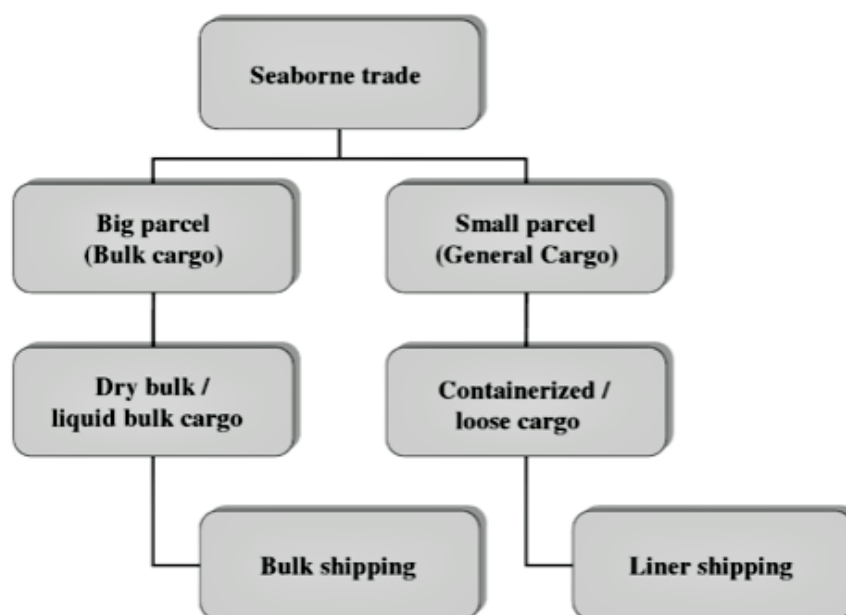 Seaborne trade
Big parcel
(Bulk cargo)
Small parcel
(General Cargo)
Dry bulk /
liquid bulk cargo
Containerized /
loose cargo
Bulk shipping
Liner shipping